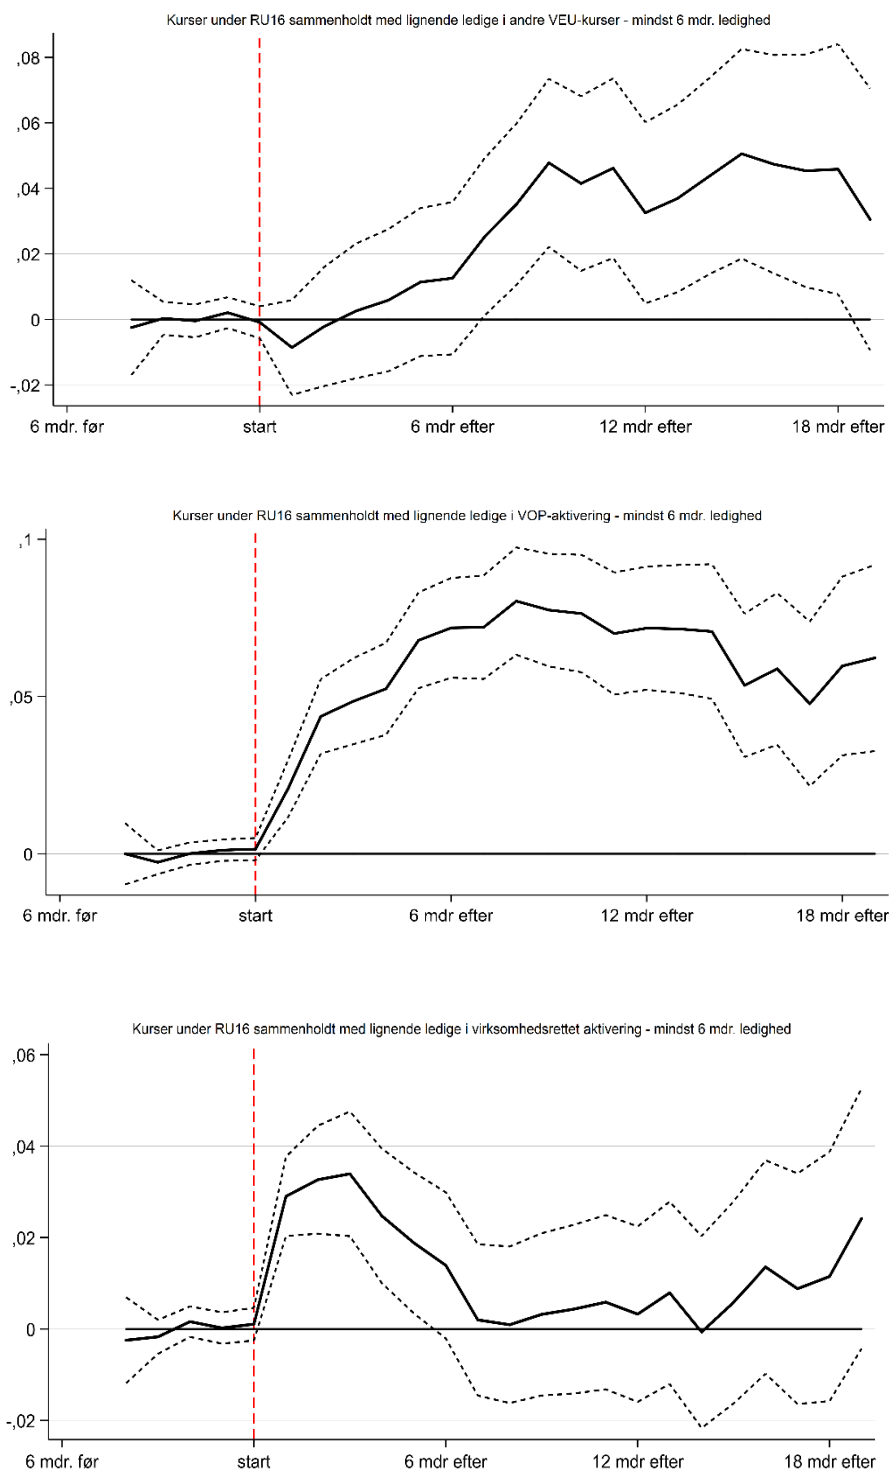 Kurser under RU16 sammenholdt med lignende ledige i andre VEU-kurser - mindst 6 mdr. ledighed
,08
,06
,04
,02
0
-,02
6 mdr. før start 6 mdr efter 12 mdr efter 18 mdr efter
Kurser under RU16 sammenholdt med lignende ledige i VOP-aktivering - mindst 6 mdr. ledighed
,1
,05
0
6 mdr. før start 6 mdr efter 12 mdr efter 18 mdr efter
Kurser under RU16 sammenholdt med lignende ledige i virksomhedsrettet aktivering - mindst 6 mdr. ledighed
,06
,04
,02
0
-,02
6 mdr. før start 6 mdr efter 12 mdr efter 18 mdr efter